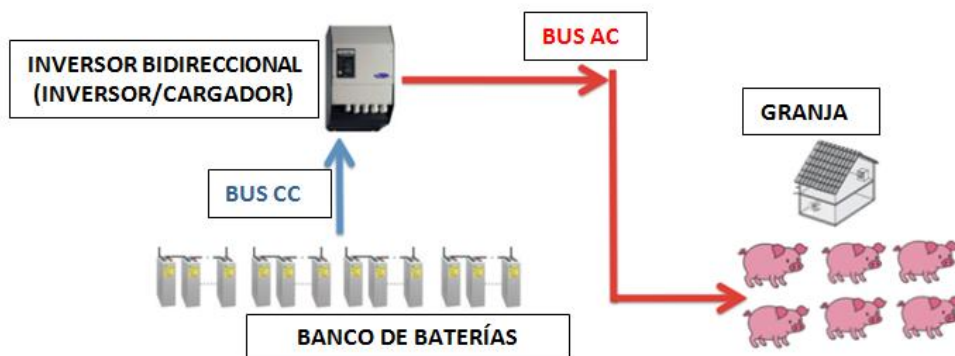 BUS AC
INVERSOR BIDIRECCIONAL
(INVERSOR/CARGADOR)
GRANJA
BUS CC
BANCO DE BATERÍAS